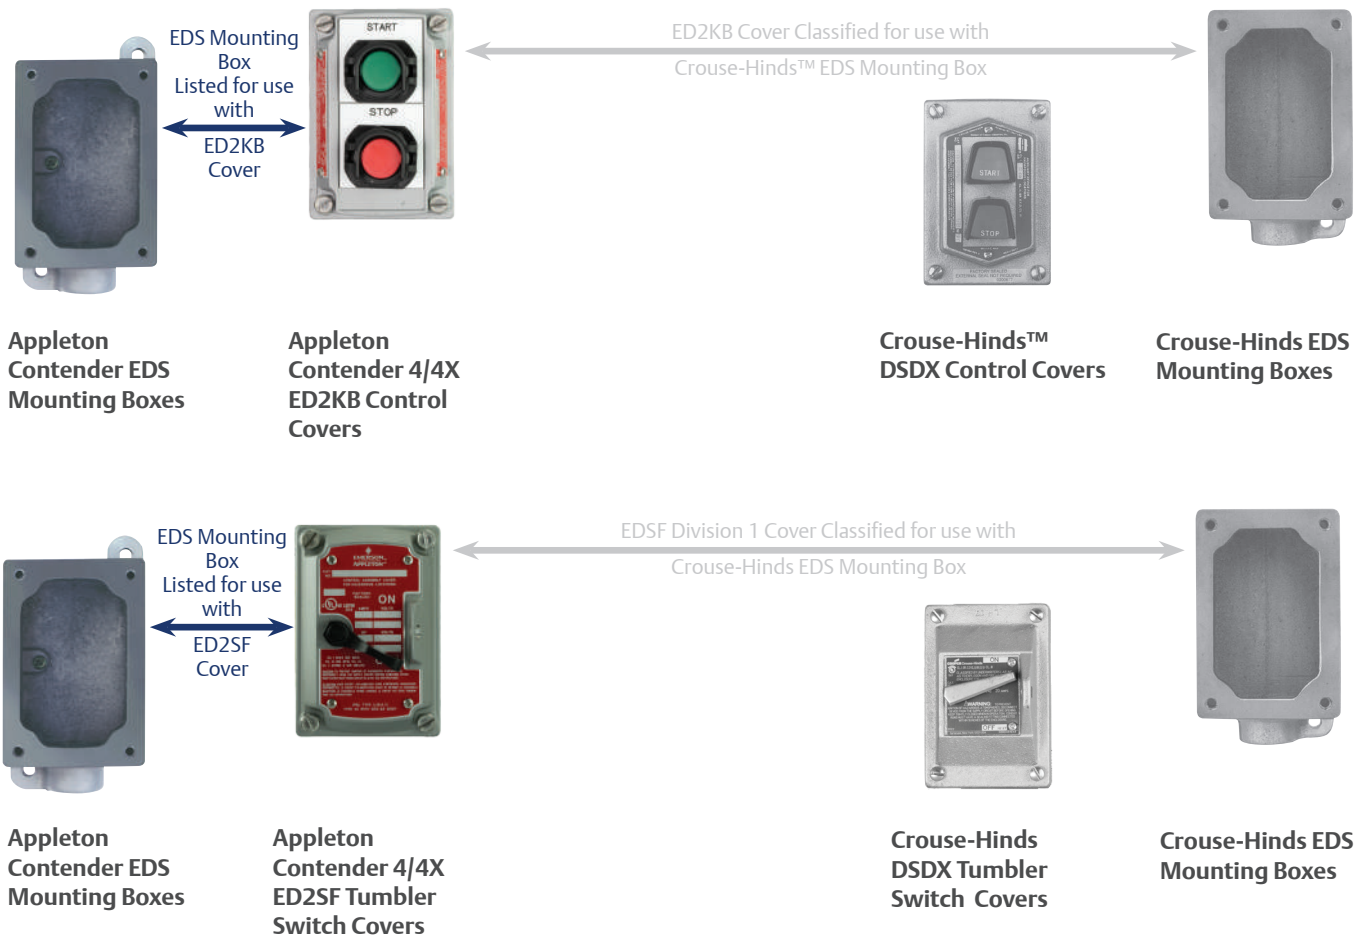 EDS Mounting
Box
Listed for use
with
ED2KB
Cover
START
STOP
ED2KB Cover Classified for use with
Crouse-Hinds™ EDS Mounting Box
START
STOP
FACTORY SEALED
Appleton
Contender EDS
Mounting Boxes
Appleton
Contender 4/4X
ED2KB Control
Covers
Crouse-Hinds™
DSDX Control Covers
Crouse-Hinds EDS
Mounting Boxes
EDS Mounting
Box
Listed for use
with
ED2SF
Cover
EMERSON
APPLETON
ON
EDSF Division 1 Cover Classified for use with
Crouse-Hinds EDS Mounting Box
ON
WARNING
OFF
Appleton
Contender EDS
Mounting Boxes
Appleton
Contender 4/4X
ED2SF Tumbler
Switch Covers
Crouse-Hinds
DSDX Tumbler
Switch Covers
Crouse-Hinds EDS
Mounting Boxes